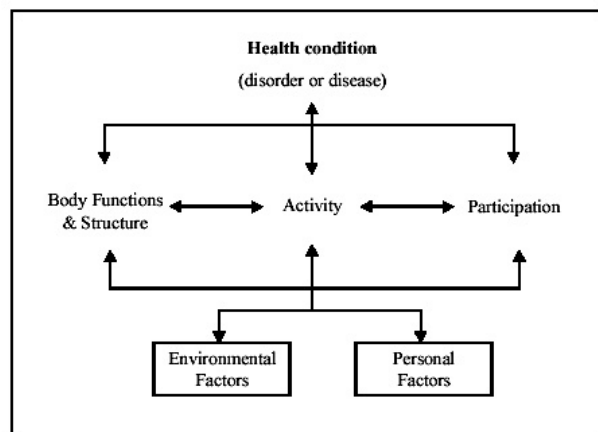 Health condition
(disorder or disease)
Body Functions
& Structure
Activity
Participation
Environmental
Factors
Personal
Factors